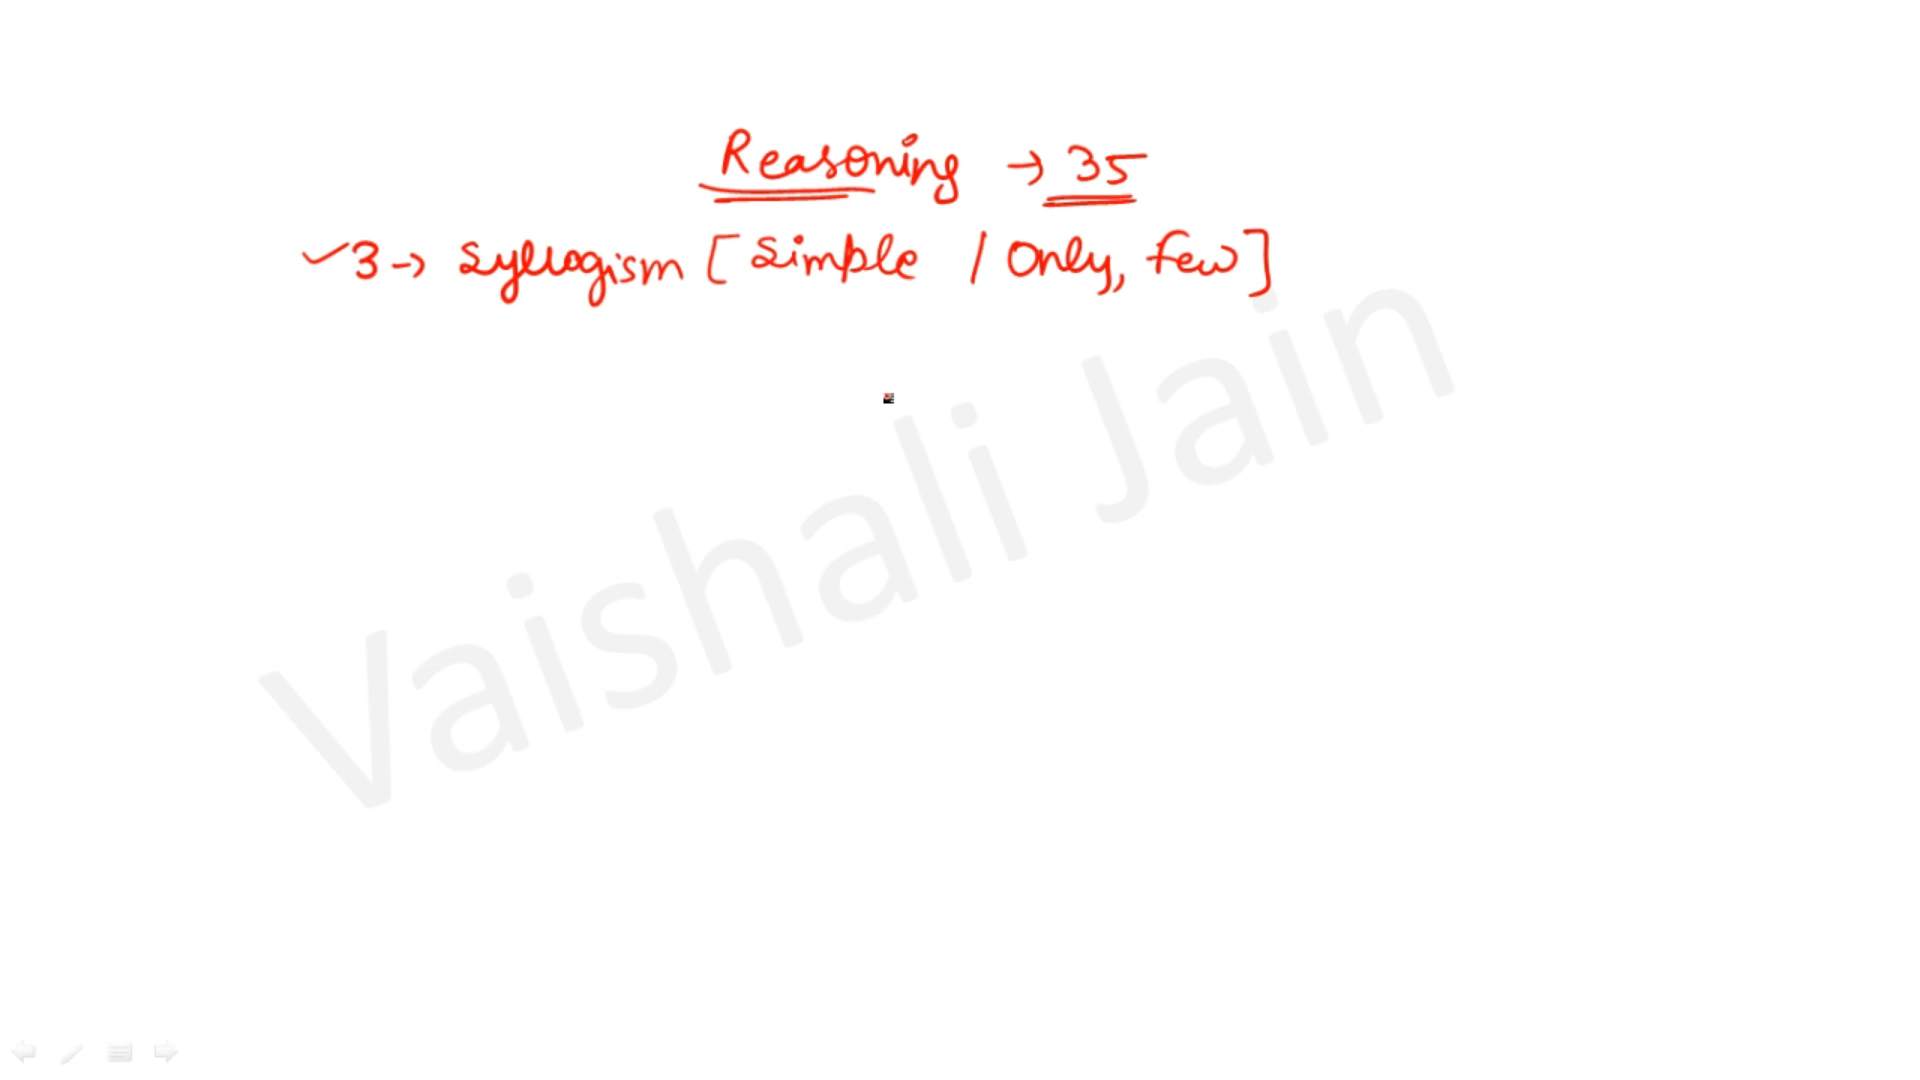 Reasoning → 35
✓3 → Syllogism [Simple / Only, few]
Vaishali Jain